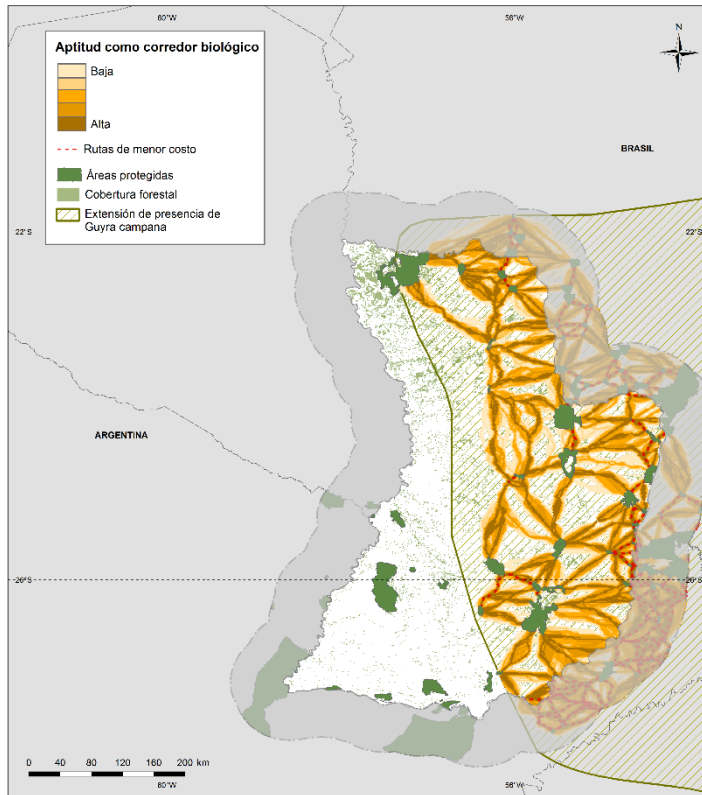 60°W
56°W
Aptitud como corredor biológico
Baja
Alta
Rutas de menor costo
Áreas protegidas
Cobertura forestal
Extensión de presencia de
Guyra campana
N
BRASIL
22°S
22°S
ARGENTINA
26°S
26°S
0 40 80 120 160 200
km
60°W
56°W